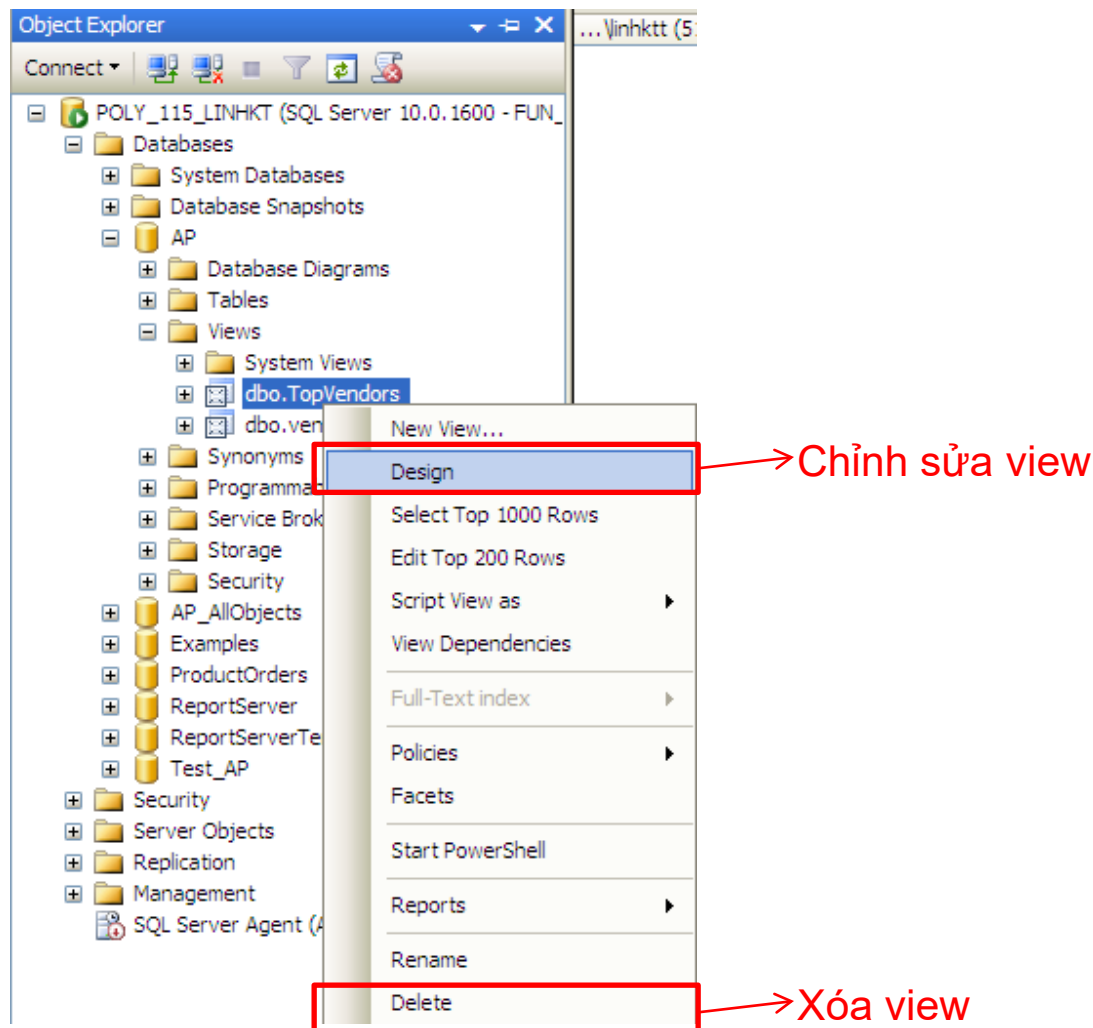 Object Explorer
...\linhktt (5
Connect
POLY_115_LINHKT (SQL Server 10.0.1600 - FUN_
Databases
System Databases
Database Snapshots
AP
Database Diagrams
Tables
Views
System Views
dbo.TopVendors
dbo.ven
Synonyms
Programma
Service Brok
Storage
Security
AP_AllObjects
Examples
ProductOrders
ReportServer
ReportServerTe
Test_AP
Security
Server Objects
Replication
Management
SQL Server Agent (A
New View...
Design
Select Top 1000 Rows
Edit Top 200 Rows
Script View as
View Dependencies
Full-Text index
Policies
Facets
Start PowerShell
Reports
Rename
Delete
Chỉnh sửa view
Xóa view